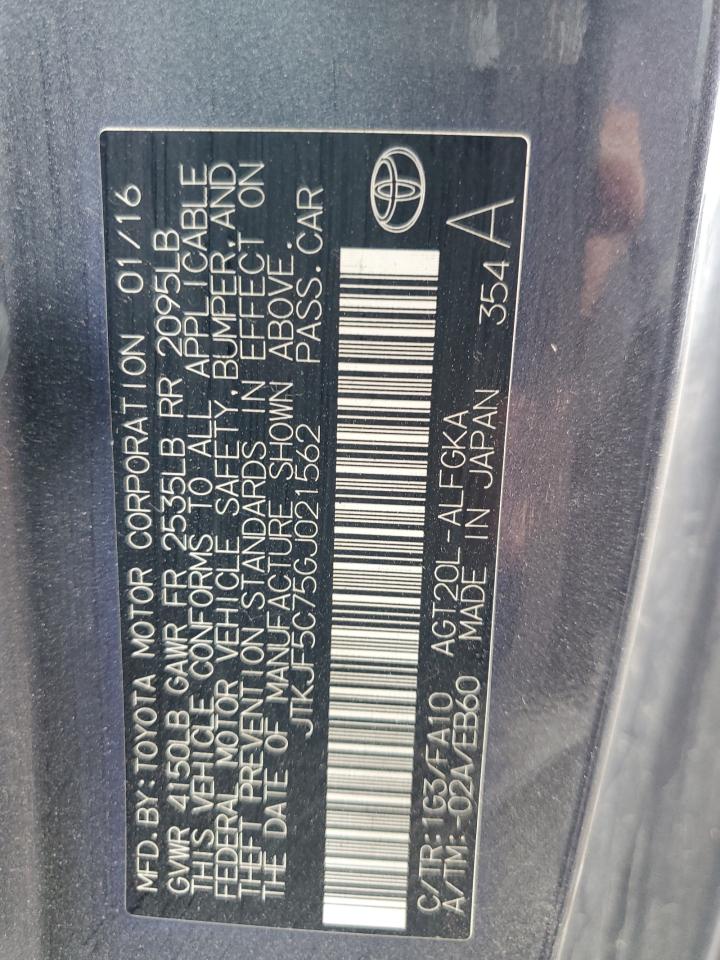 MFD.BY:TOYOTA MOTOR CORPORATION 01/16
GVWR 4150LB GAWR FR 2535LB RR 2095LB
THIS VEHICLE CONFORMS TO ALL APPLICABLE
FEDERAL MOTOR VEHICLE SAFETY,BUMPER,AND
THEFT PREVENTION STANDARDS IN EFFECT ON
THE DATE OF MANUFACTURE SHOWN ABOVE.
JTKJF5C75GJ021562 PASS.CAR
C/TR:1G3/FA10 AGT20L-ALFGKA
A/TM:-02A/EB60 MADE IN JAPAN 354A